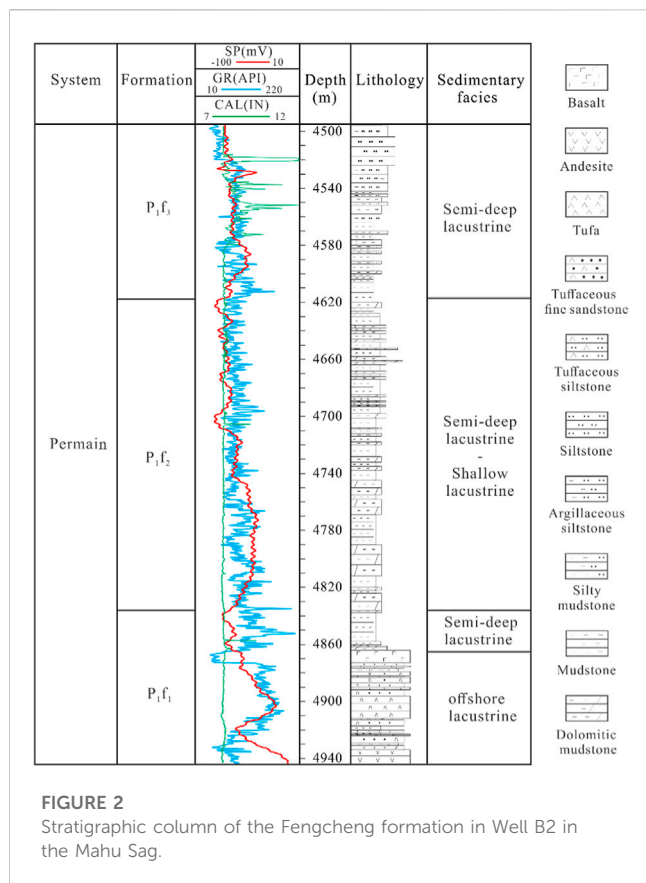 SP(mV)
-100 10
GR(API)
10 220
CAL(IN)
7 12
System Formation Depth (m) Lithology Sedimentary facies
Permain
P₁f₃
P₁f₂
P₁f₁
4500
4540
4580
4620
4660
4700
4740
4780
4820
4860
4900
4940
Semi-deep
lacustrine
Semi-deep
lacustrine
-
Shallow
lacustrine
Semi-deep
lacustrine
offshore
lacustrine
Basalt
Andesite
Tufa
Tuffaceous
fine sandstone
Tuffaceous
siltstone
Siltstone
Argillaceous
siltstone
Silty
mudstone
Mudstone
Dolomitic
mudstone
FIGURE 2
Stratigraphic column of the Fengcheng formation in Well B2 in
the Mahu Sag.